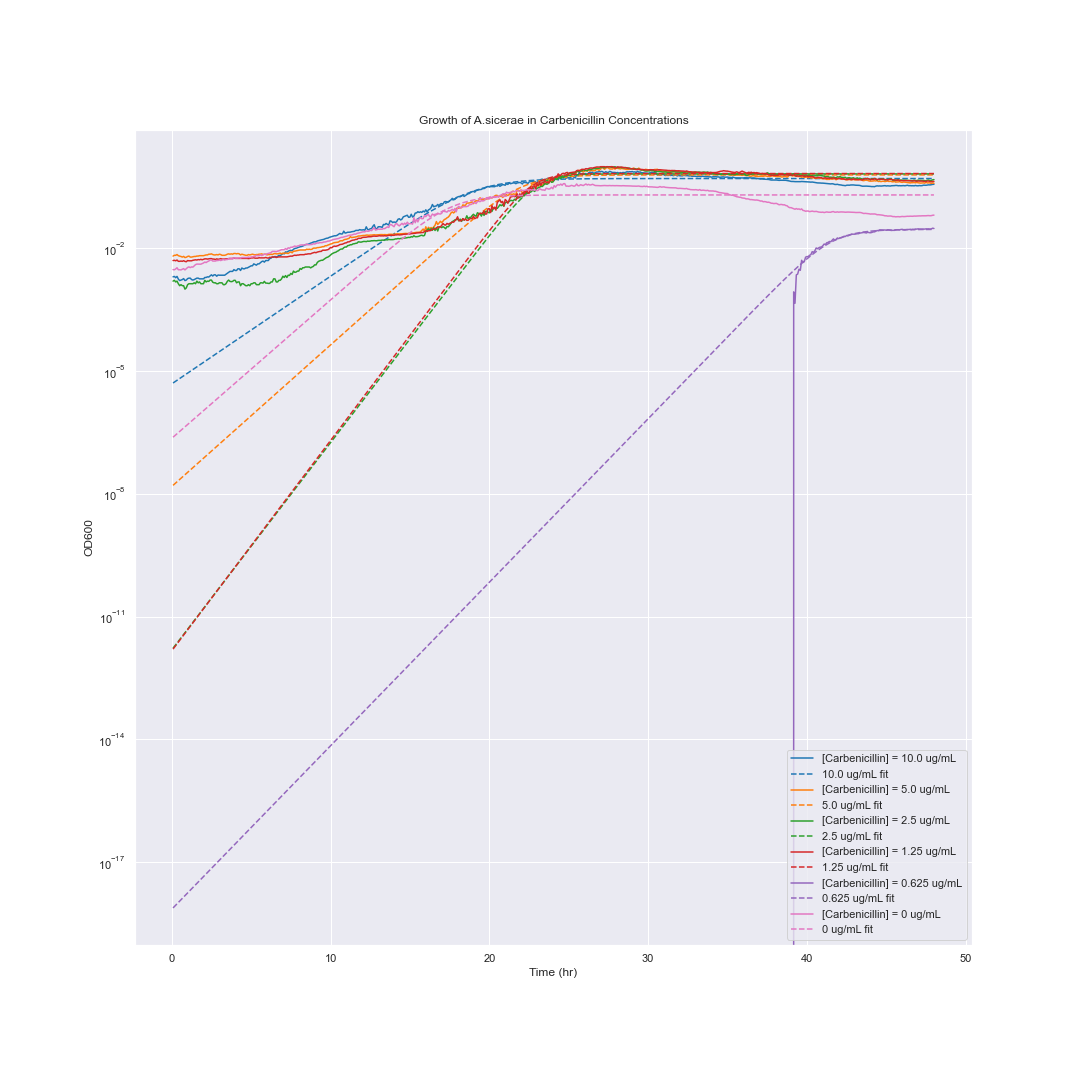 Growth of A.sicerae in Carbenicillin Concentrations
OD600
10⁻²
10⁻⁵
10⁻⁸
10⁻¹¹
10⁻¹⁴
10⁻¹⁷
[Carbenicillin] = 10.0 ug/mL
10.0 ug/mL fit
[Carbenicillin] = 5.0 ug/mL
5.0 ug/mL fit
[Carbenicillin] = 2.5 ug/mL
2.5 ug/mL fit
[Carbenicillin] = 1.25 ug/mL
1.25 ug/mL fit
[Carbenicillin] = 0.625 ug/mL
0.625 ug/mL fit
[Carbenicillin] = 0 ug/mL
0 ug/mL fit
0 10 20 30 40 50
Time (hr)